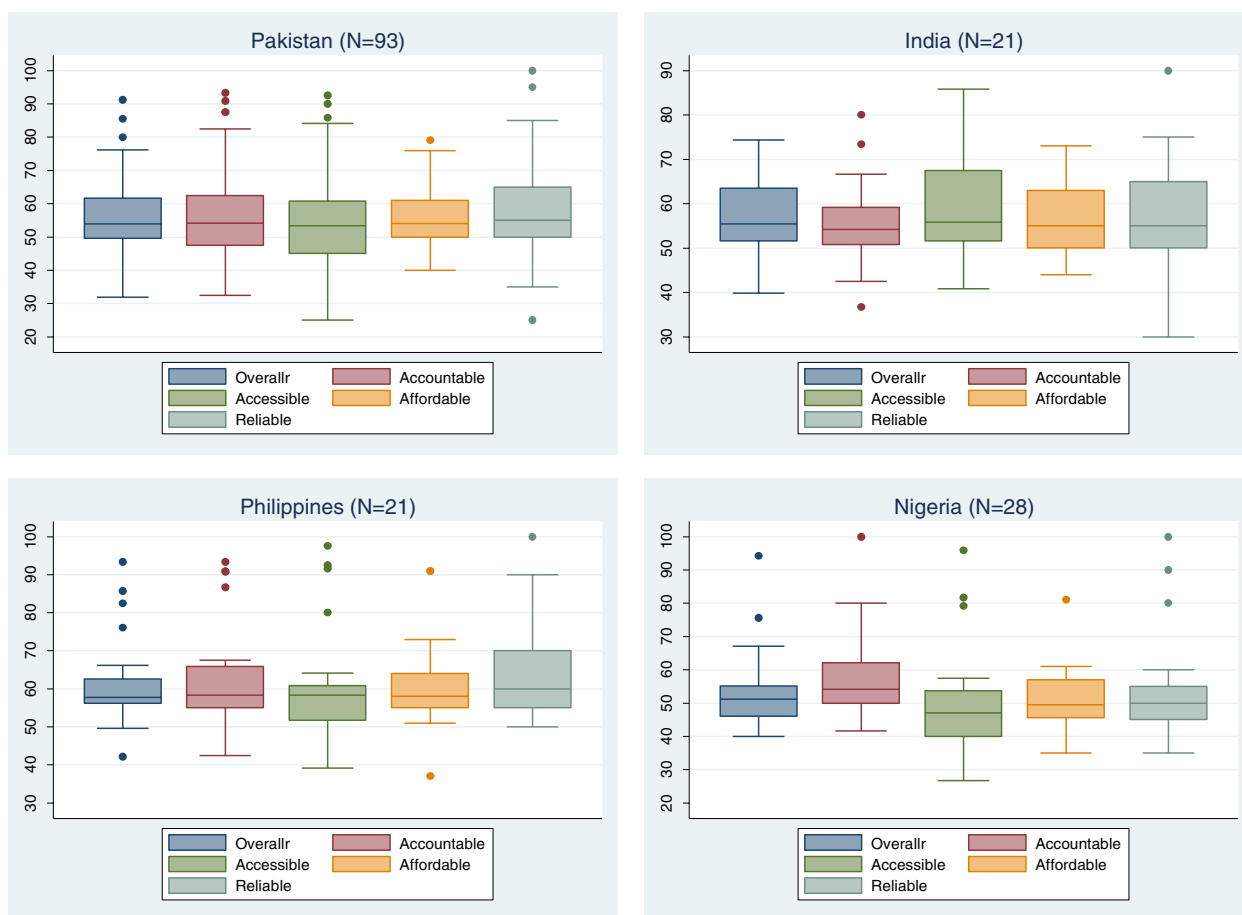 Pakistan (N=93)
100
90
80
70
60
50
40
30
20
Overallr Accountable
Accessible Affordable
Reliable
India (N=21)
90
80
70
60
50
40
30
Overallr Accountable
Accessible Affordable
Reliable
Philippines (N=21)
100
90
80
70
60
50
40
30
Overallr Accountable
Accessible Affordable
Reliable
Nigeria (N=28)
100
90
80
70
60
50
40
30
20
Overallr Accountable
Accessible Affordable
Reliable